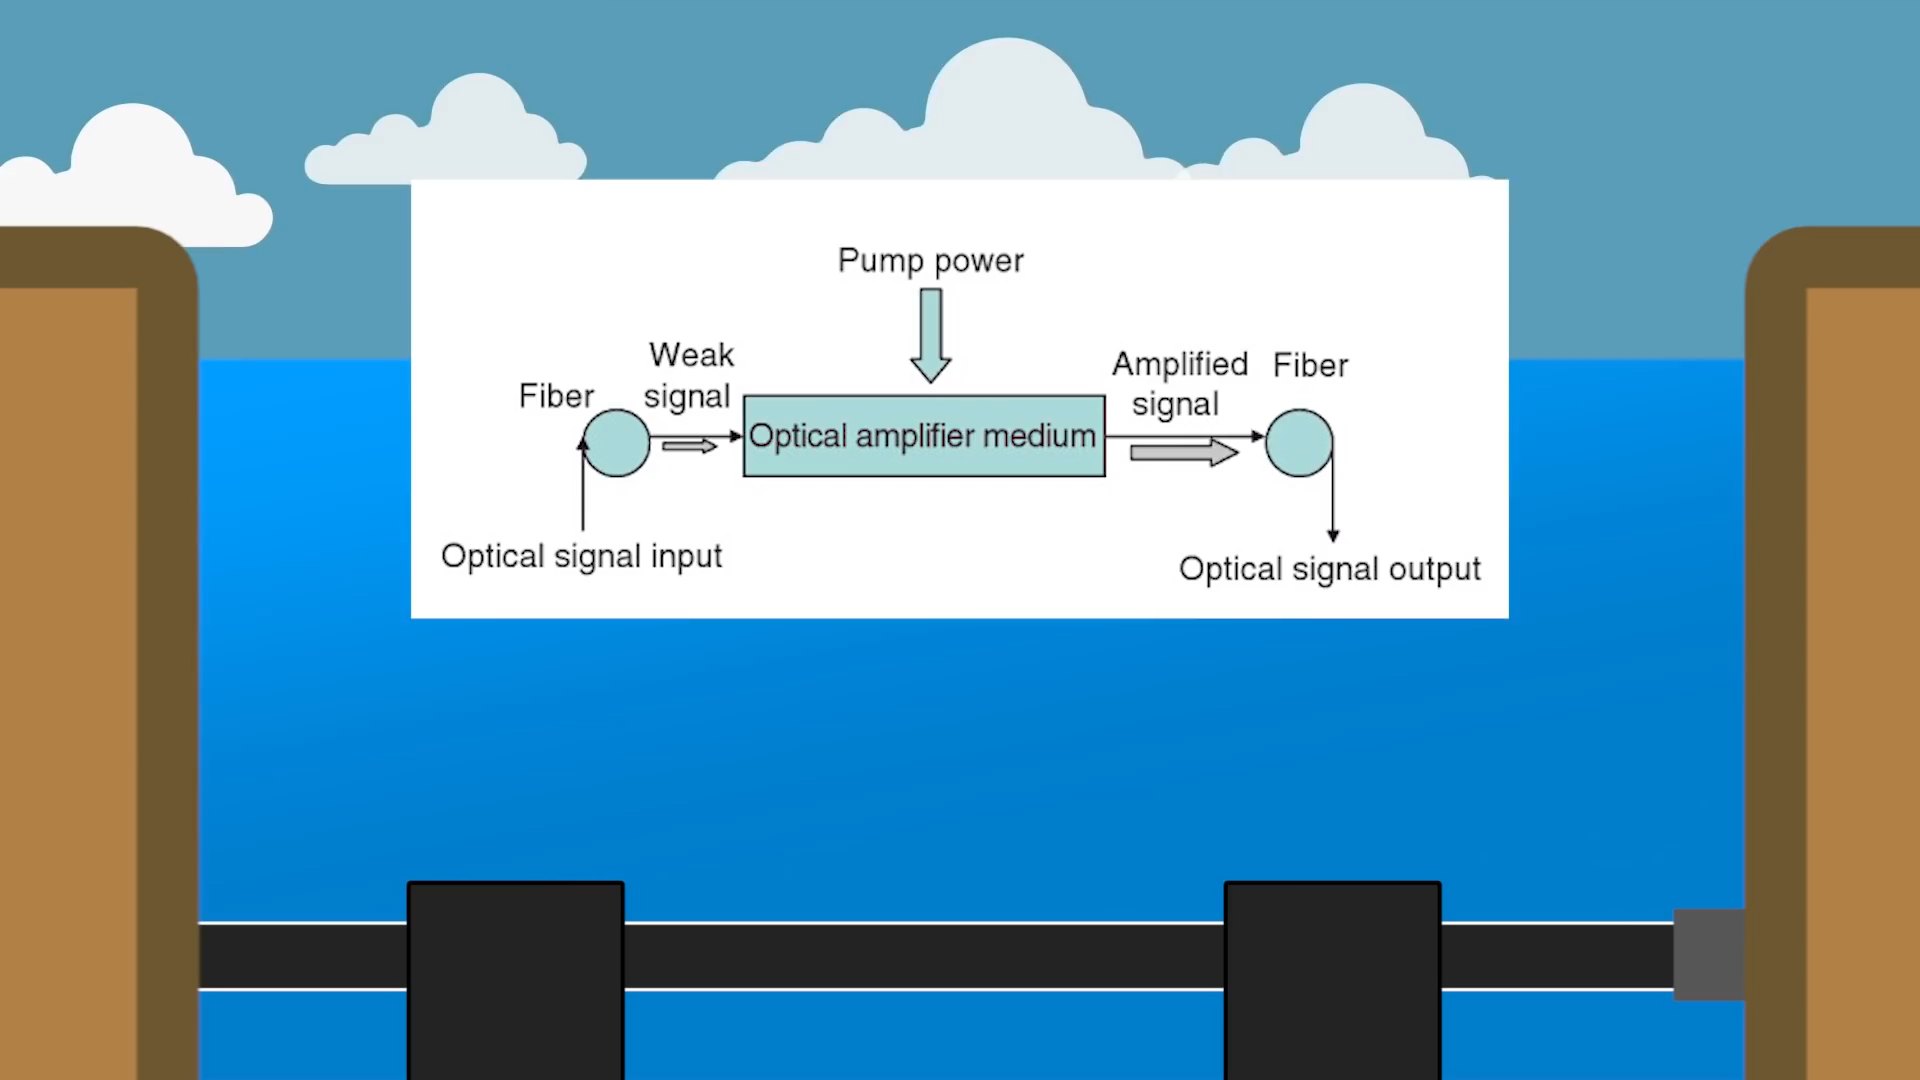 Pump power
Weak
signal
Amplified
signal
Fiber
Fiber
Optical amplifier medium
Optical signal input
Optical signal output